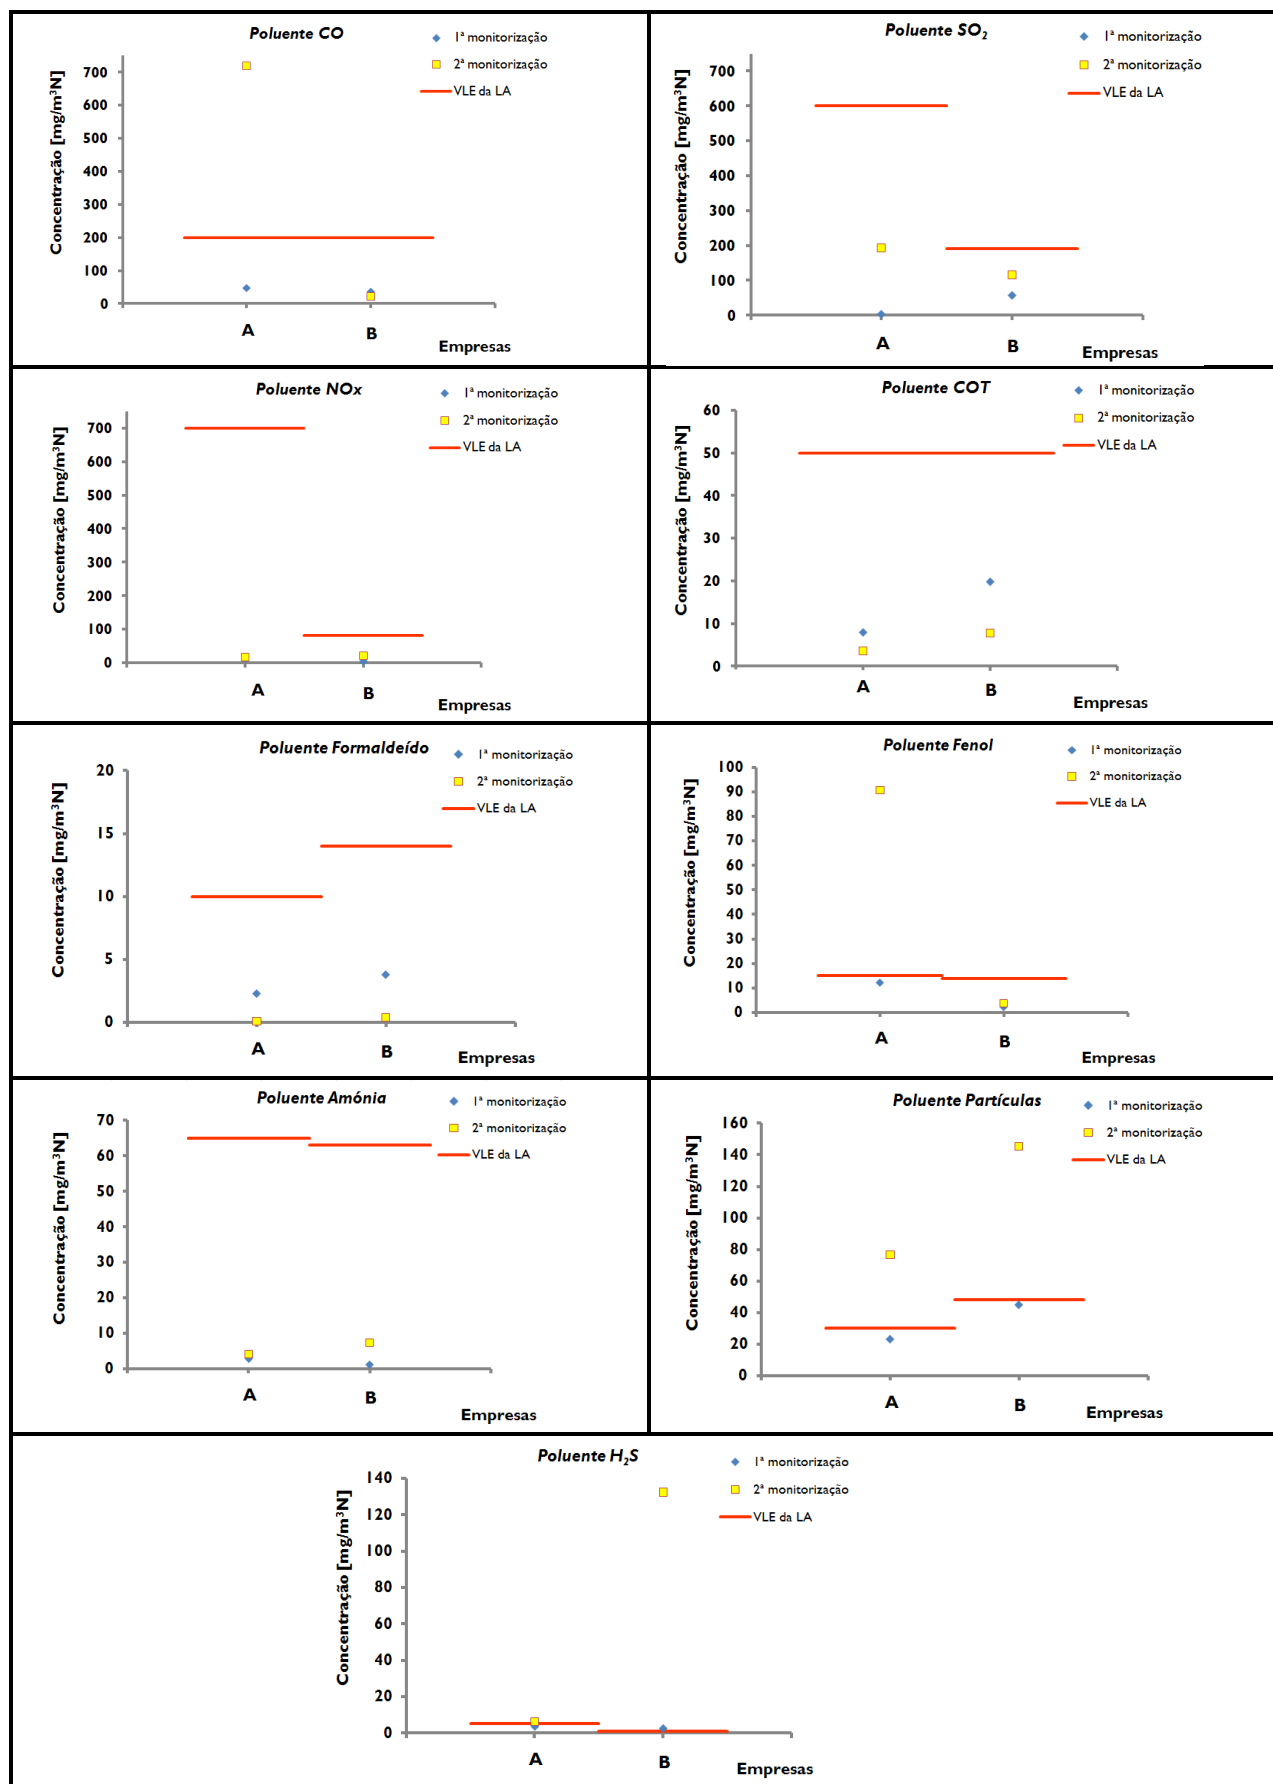 Poluente CO
1ª monitorização
2ª monitorização
VLE da LA
Concentração [mg/m³N]
700
600
500
400
300
200
100
0
A
B
Empresas
Poluente SO₂
1ª monitorização
2ª monitorização
VLE da LA
Concentração [mg/m³N]
700
600
500
400
300
200
100
0
A
B
Empresas
Poluente NOx
1ª monitorização
2ª monitorização
VLE da LA
Concentração [mg/m³N]
700
600
500
400
300
200
100
0
A
B
Empresas
Poluente COT
1ª monitorização
2ª monitorização
VLE da LA
Concentração [mg/m³N]
60
50
40
30
20
10
0
A
B
Empresas
Poluente Formaldeído
1ª monitorização
2ª monitorização
VLE da LA
Concentração [mg/m³N]
20
15
10
5
0
A
B
Empresas
Poluente Fenol
1ª monitorização
2ª monitorização
VLE da LA
Concentração [mg/m³N]
100
90
80
70
60
50
40
30
20
10
0
A
B
Empresas
Poluente Amónia
1ª monitorização
2ª monitorização
VLE da LA
Concentração [mg/m³N]
70
60
50
40
30
20
10
0
A
B
Empresas
Poluente Partículas
1ª monitorização
2ª monitorização
VLE da LA
Concentração [mg/m³N]
160
140
120
100
80
60
40
20
0
A
B
Empresas
Poluente H₂S
1ª monitorização
2ª monitorização
VLE da LA
Concentração [mg/m³N]
140
120
100
80
60
40
20
0
A
B
Empresas